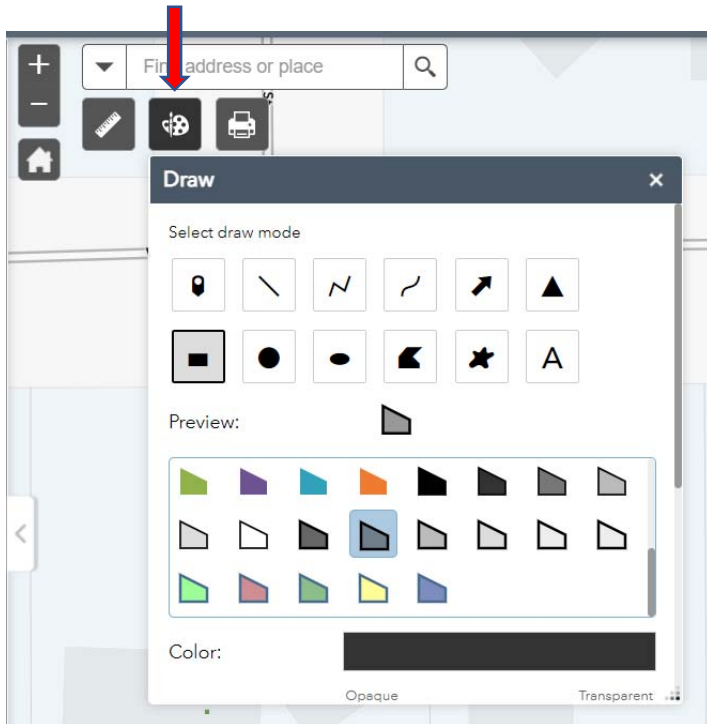 +
Find address or place
−
Draw ×
Select draw mode
A
Preview:
Color:
Opaque Transparent